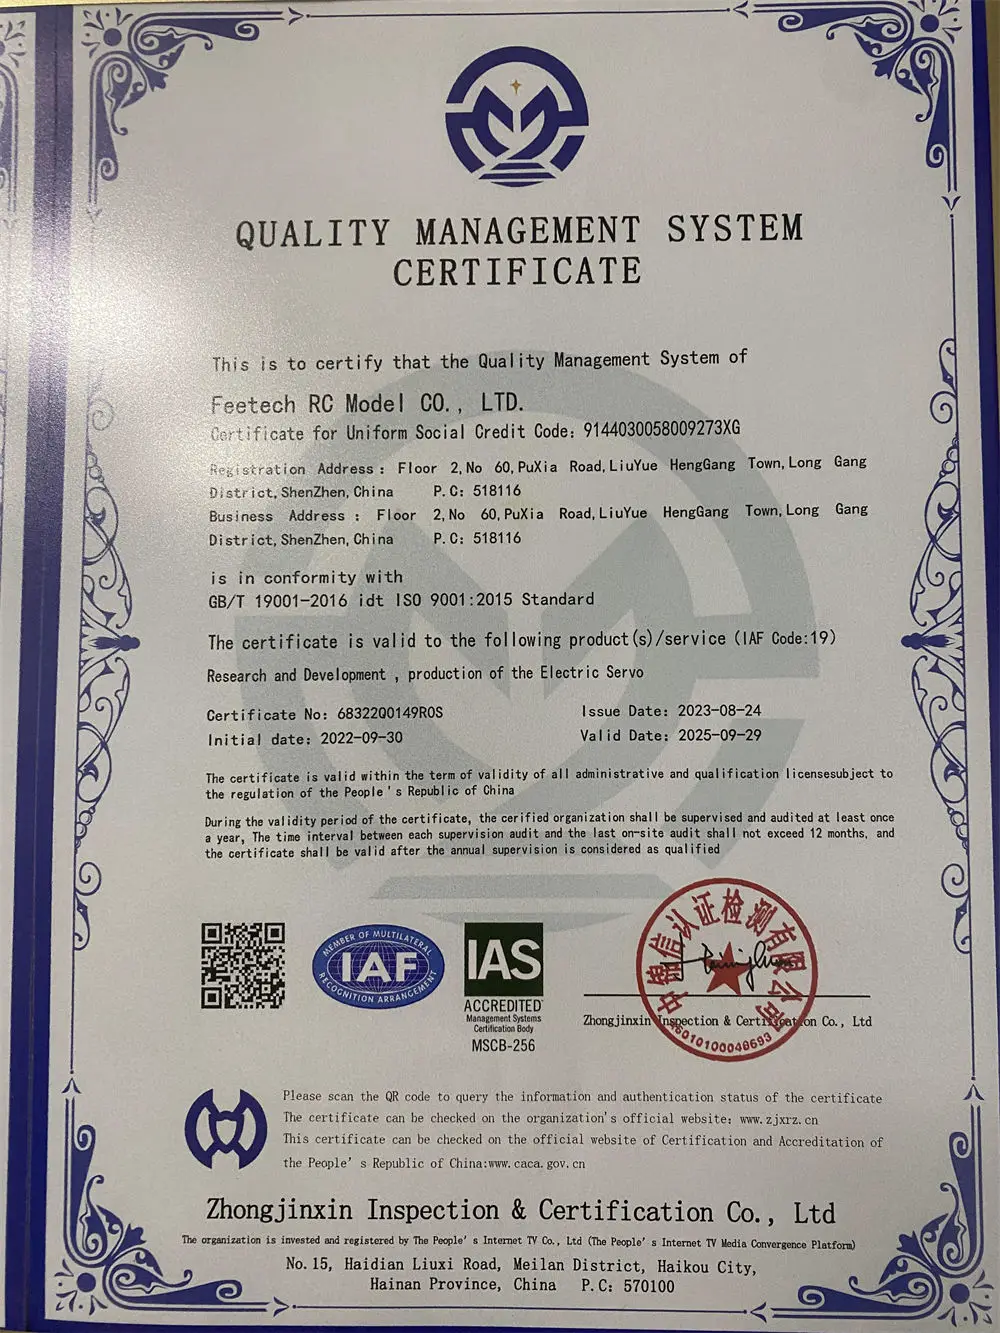 QUALITY MANAGEMENT SYSTEM
CERTIFICATE
This is to certify that the Quality Management System of
Feetech RC Model CO., LTD.
Certificate for Uniform Social Credit Code: 9144030058009273XG
Registration Address: Floor 2,No 60,PuXia Road,LiuYue HengGang Town,Long Gang
District,ShenZhen,China P.C: 518116
Business Address : Floor 2,No 60,PuXia Road,LiuYue HengGang Town,Long Gang
District,ShenZhen,China P.C: 518116
is in conformity with
GB/T 19001-2016 idt ISO 9001:2015 Standard
The certificate is valid to the following product(s)/service(IAF Code:19)
Research and Development , production of the Electric Servo
Certificate No: 68322Q0149R0S
Issue Date: 2023-08-24
Initial date: 2022-09-30
Valid Date: 2025-09-29
The certificate is valid within the term of validity of all administrative and qualification licensesubject to
the regulation of the People's Republic of China
During the validity period of the certificate, the cerified organization shall be supervised and audited at least once
a year, The time interval between each supervision audit and the last on-site audit shall not exceed 12 months, and
the certificate shall be valid after the annual supervision is considered as qualified
MEMBER OF MULTILATERAL
IAF
RECOGNITION ARRANGEMENT
IAS
ACCREDITED
Management Systems
Certification Body
MSCB-256
中锦信认证检测有限公司
Zhongjinxin Inspection & Certification Co., Ltd
Please scan the QR code to query the information and authentication status of the certificate
The certificate can be checked on the organization's official website: www.zjxrz.cn
This certificate can be checked on the official website of Certification and Accreditation of
the People's Republic of China:www.caca.gov.cn
Zhongjinxin Inspection & Certification Co., Ltd
The organization is invested and registered by The People's Internet TV Co., Ltd (The People's Internet TV Media Convergence Platform)
No.15, Haidian Liuxi Road, Meilan District, Haikou City,
Hainan Province, China P.C: 570100